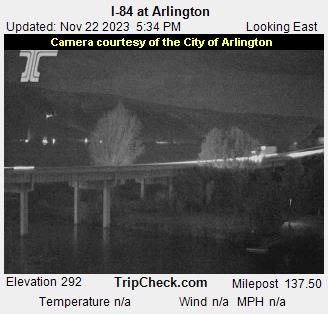 I-84 at Arlington
Updated: Nov 22 2023 5:34 PM Looking East
Camera courtesy of the City of Arlington
Elevation 292 TripCheck.com Milepost 137.50
Temperature n/a Wind n/a MPH n/a